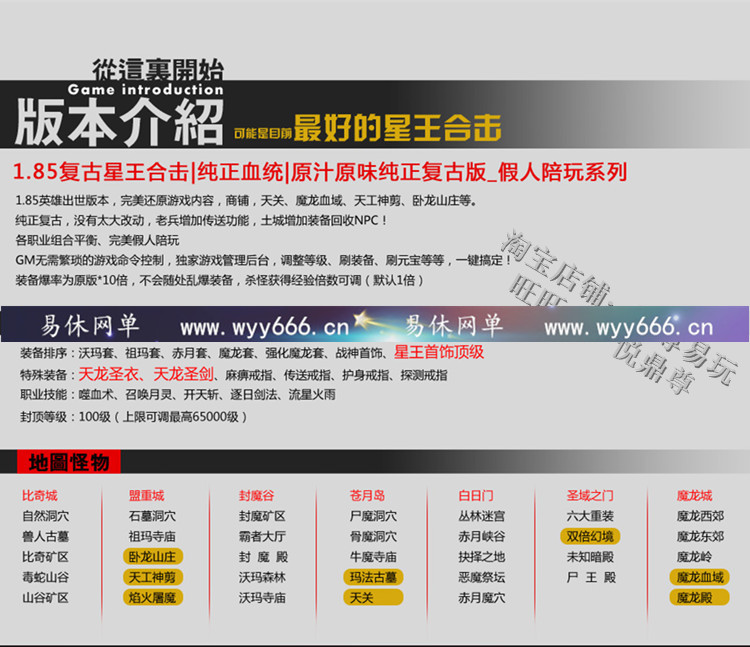 從這裏開始
Game introduction
版本介紹 可能是目前最好的星王合击
1.85复古星王合击|纯正血统|原汁原味纯正复古版_假人陪玩系列
1.85英雄出世版本，完美还原游戏内容，商铺，天关、魔龙血域、天工神剪、卧龙山庄等。
纯正复古，没有太大改动，老兵增加传送功能，土城增加装备回收NPC！
各职业组合平衡、完美假人陪玩
GM无需繁琐的游戏命令控制，独家游戏管理后台，调整等级、刷装备、刷元宝等等，一键搞定！
装备爆率为原版*10倍，不会随处乱爆装备，杀怪获得经验倍数可调（默认1倍）
淘宝店铺
旺旺
易休网单 www.wyy666.cn 易休网单 www.wyy666.cn
尊易玩
悦鼎尊
装备排序：沃玛套、祖玛套、赤月套、魔龙套、强化魔龙套、战神首饰、星王首饰顶级
特殊装备：天龙圣衣、天龙圣剑、麻痹戒指、传送戒指、护身戒指、探测戒指
职业技能：噬血术、召唤月灵、开天斩、逐日剑法、流星火雨
封顶等级：100级（上限可调最高65000级）
地圖怪物
比奇城 盟重城 封魔谷 苍月岛 白日门 圣域之门 魔龙城
自然洞穴 石墓洞穴 封魔矿区 尸魔洞穴 丛林迷宫 六大重装 魔龙西郊
兽人古墓 祖玛寺庙 霸者大厅 骨魔洞穴 赤月峡谷 双倍幻境 魔龙东郊
比奇矿区 卧龙山庄 封魔殿 牛魔寺庙 抉择之地 未知暗殿 魔龙岭
毒蛇山谷 天工神剪 沃玛森林 玛法古墓 恶魔祭坛 尸王殿 魔龙血域
山谷矿区 焰火屠魔 沃玛寺庙 天关 赤月魔穴 魔龙殿